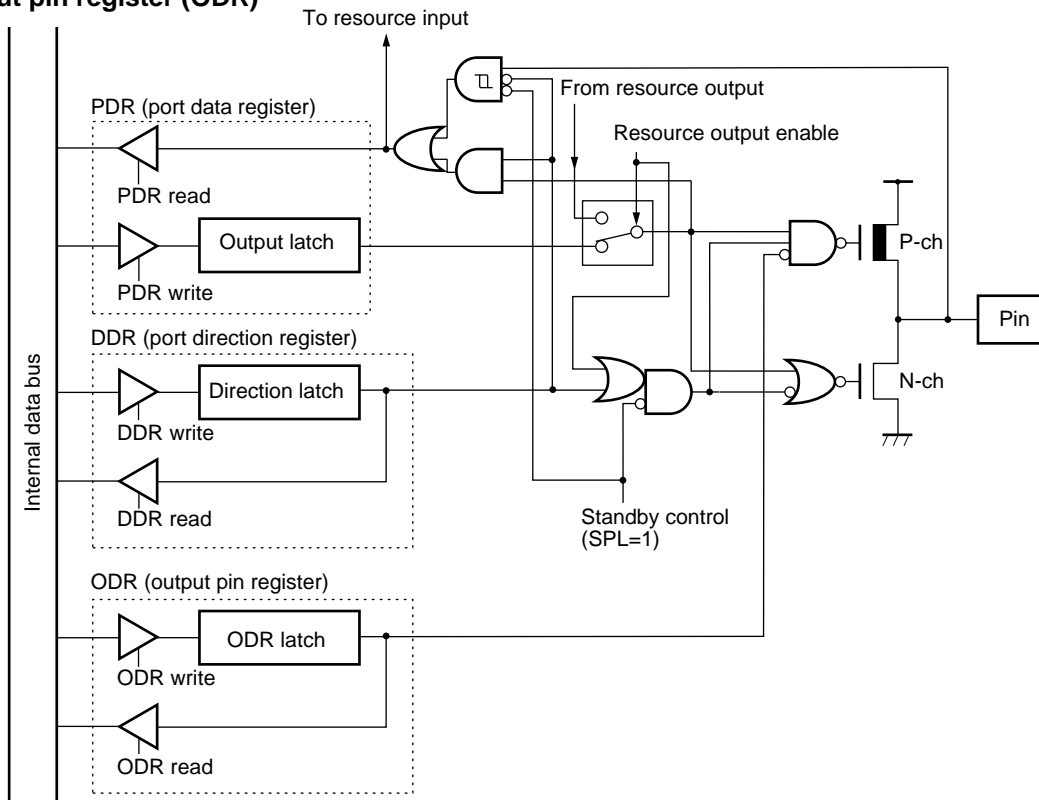 ut pin register (ODR)
To resource input
From resource output
PDR (port data register)
Resource output enable
PDR read
Output latch
P-ch
PDR write
Pin
DDR (port direction register)
Direction latch
N-ch
DDR write
Internal data bus
DDR read
Standby control
(SPL=1)
ODR (output pin register)
ODR latch
ODR write
ODR read